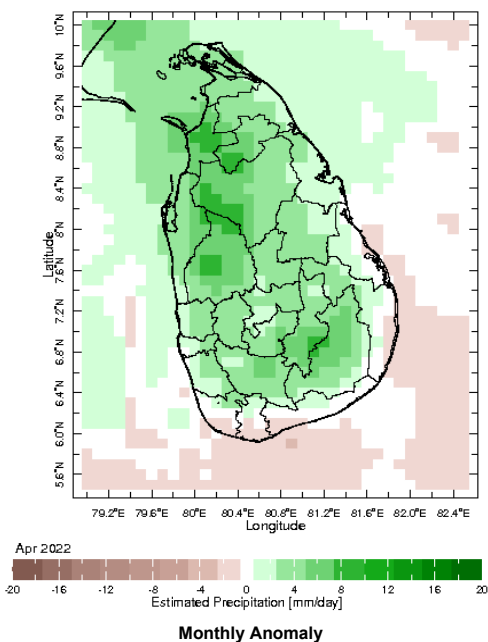 10°N
9.6°N
9.2°N
8.8°N
8.4°N
8°N
7.6°N
7.2°N
6.8°N
6.4°N
6.0°N
5.6°N
Latitude
79.2°E 79.6°E 80°E 80.4°E 80.8°E 81.2°E 81.6°E 82.0°E 82.4°E
Longitude
Apr 2022
-20 -16 -12 -8 -4 0 4 8 12 16 20
Estimated Precipitation [mm/day]
Monthly Anomaly